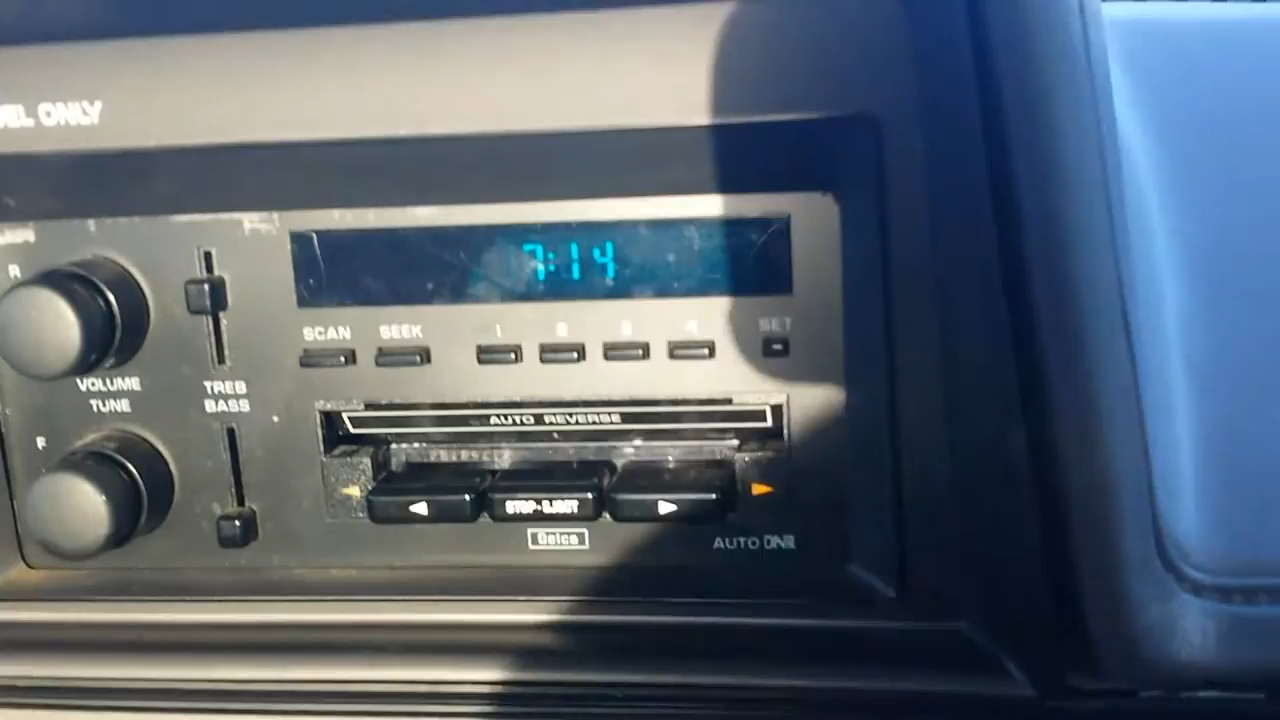 EL ONLY
7:14
R
SCAN SEEK 1 2 3 4 SET
VOLUME
TUNE
TREB
BASS
AUTO REVERSE
F
STOP•EJECT
Delco
AUTO DNR